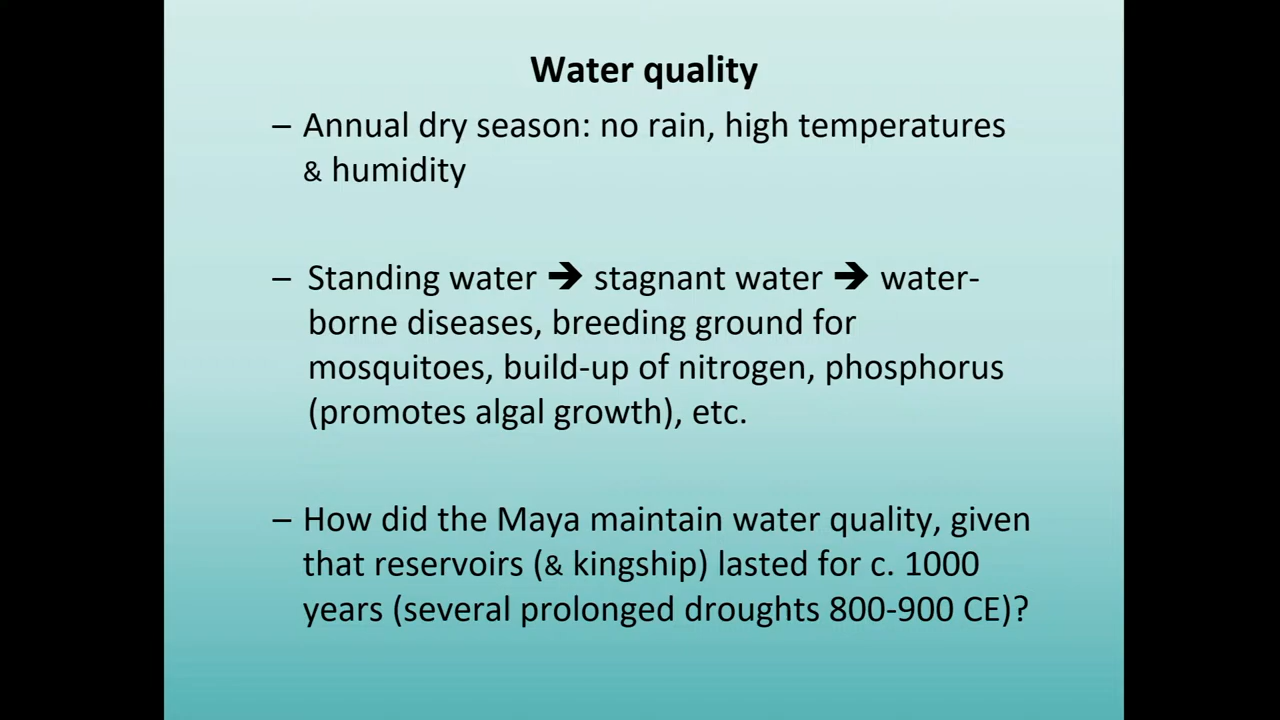 Water quality
– Annual dry season: no rain, high temperatures
& humidity
– Standing water ➔ stagnant water ➔ water-
borne diseases, breeding ground for
mosquitoes, build-up of nitrogen, phosphorus
(promotes algal growth), etc.
– How did the Maya maintain water quality, given
that reservoirs (& kingship) lasted for c. 1000
years (several prolonged droughts 800-900 CE)?